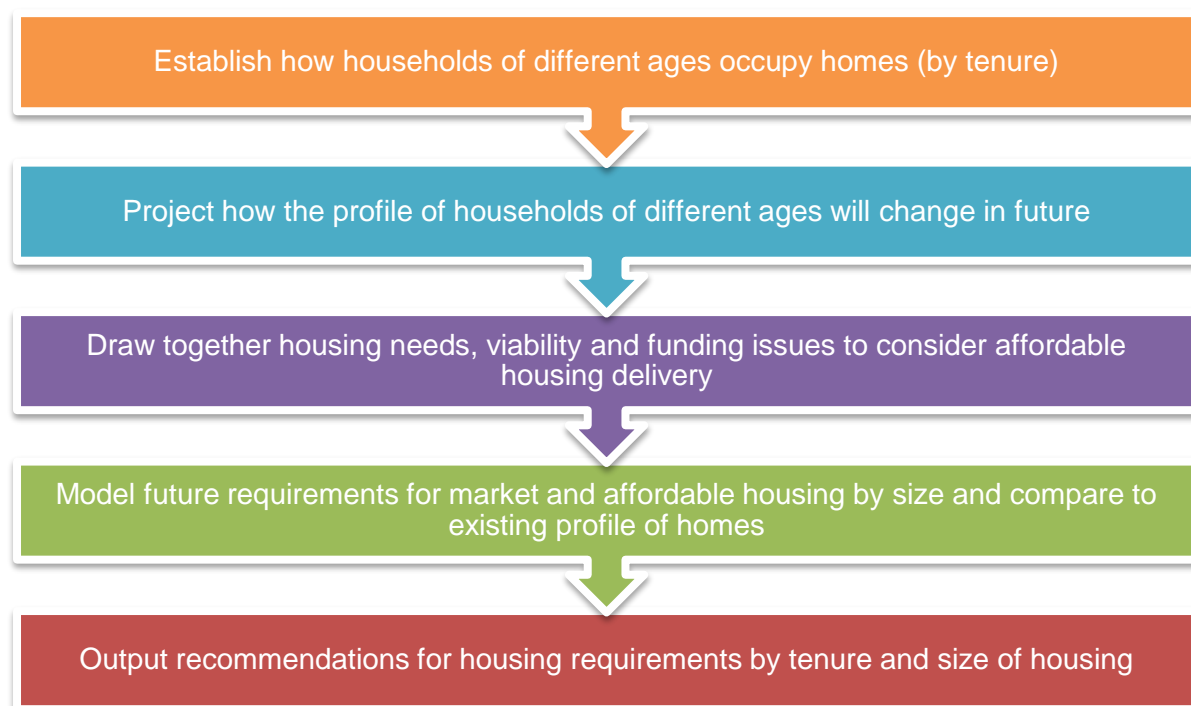 Establish how households of different ages occupy homes (by tenure)
Project how the profile of households of different ages will change in future
Draw together housing needs, viability and funding issues to consider affordable
housing delivery
Model future requirements for market and affordable housing by size and compare to
existing profile of homes
Output recommendations for housing requirements by tenure and size of housing